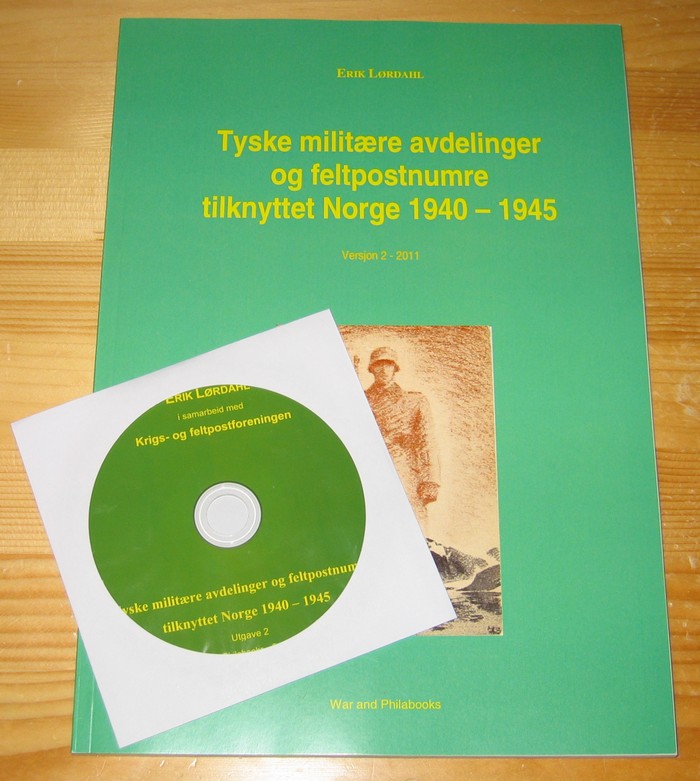 ERIK LØRDAHL
Tyske militære avdelinger
og feltpostnumre
tilknyttet Norge 1940 – 1945
Versjon 2 - 2011
ERIK LØRDAHL
i samarbeid med
Krigs- og feltpostforeningen
yske militære avdelinger og feltpostnum
tilknyttet Norge 1940 – 1945
Utgave 2
War and Philabooks